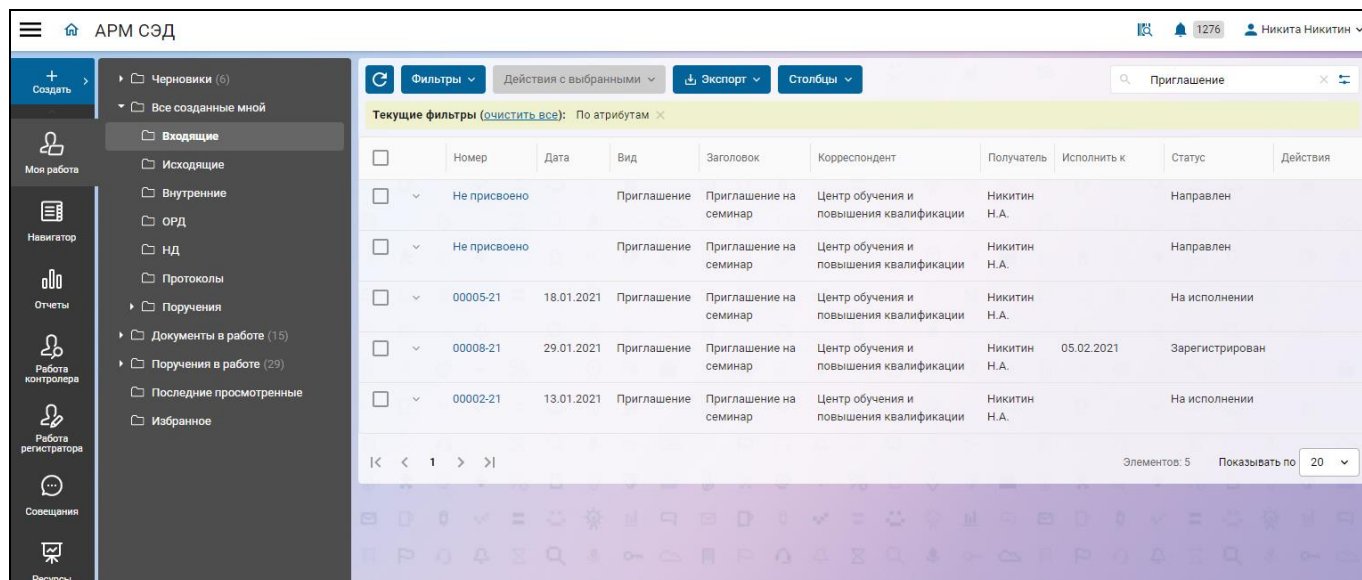 АРМ СЭД
1276
Никита Никитин
Создать
Моя работа
Навигатор
Отчеты
Работа
контролера
Работа
регистратора
Совещания
Ресурсы
Черновики (6)
Все созданные мной
Входящие
Исходящие
Внутренние
ОРД
НД
Протоколы
Поручения
Документы в работе (15)
Поручения в работе (29)
Последние просмотренные
Избранное
Фильтры Действия с выбранными Экспорт Столбцы Приглашение
Текущие фильтры (очистить все): По атрибутам
Номер Дата Вид Заголовок Корреспондент Получатель Исполнить к Статус Действия
Не присвоено Приглашение Приглашение на Центр обучения и Никитин Направлен
семинар повышения квалификации Н.А.
Не присвоено Приглашение Приглашение на Центр обучения и Никитин Направлен
семинар повышения квалификации Н.А.
00005-21 18.01.2021 Приглашение Приглашение на Центр обучения и Никитин На исполнении
семинар повышения квалификации Н.А.
00008-21 29.01.2021 Приглашение Приглашение на Центр обучения и Никитин 05.02.2021 Зарегистрирован
семинар повышения квалификации Н.А.
00002-21 13.01.2021 Приглашение Приглашение на Центр обучения и Никитин На исполнении
семинар повышения квалификации Н.А.
1 Элементов: 5 Показывать по 20